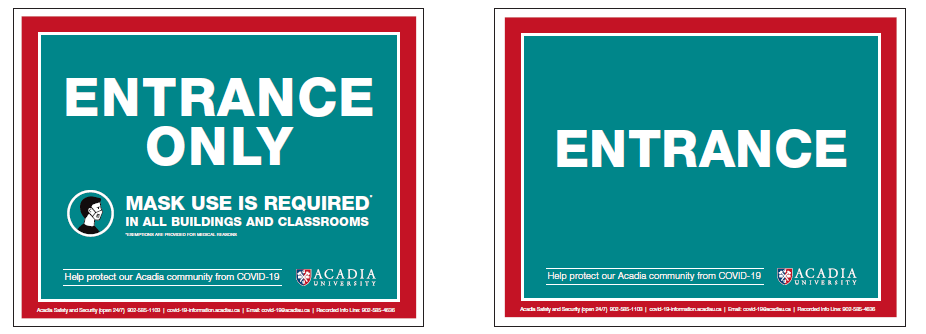 ENTRANCE
ONLY
MASK USE IS REQUIRED*
IN ALL BUILDINGS AND CLASSROOMS
*EXEMPTIONS ARE PROVIDED FOR MEDICAL REASONS
Help protect our Acadia community from COVID-19
ACADIA
UNIVERSITY
Acadia Safety and Security (open 24/7) 902-585-1103 | covid-19-information.acadiau.ca | Email: covid-19@acadiau.ca | Recorded Info Line: 902-585-4636
ENTRANCE
Help protect our Acadia community from COVID-19
ACADIA
UNIVERSITY
Acadia Safety and Security (open 24/7) 902-585-1103 | covid-19-information.acadiau.ca | Email: covid-19@acadiau.ca | Recorded Info Line: 902-585-4636